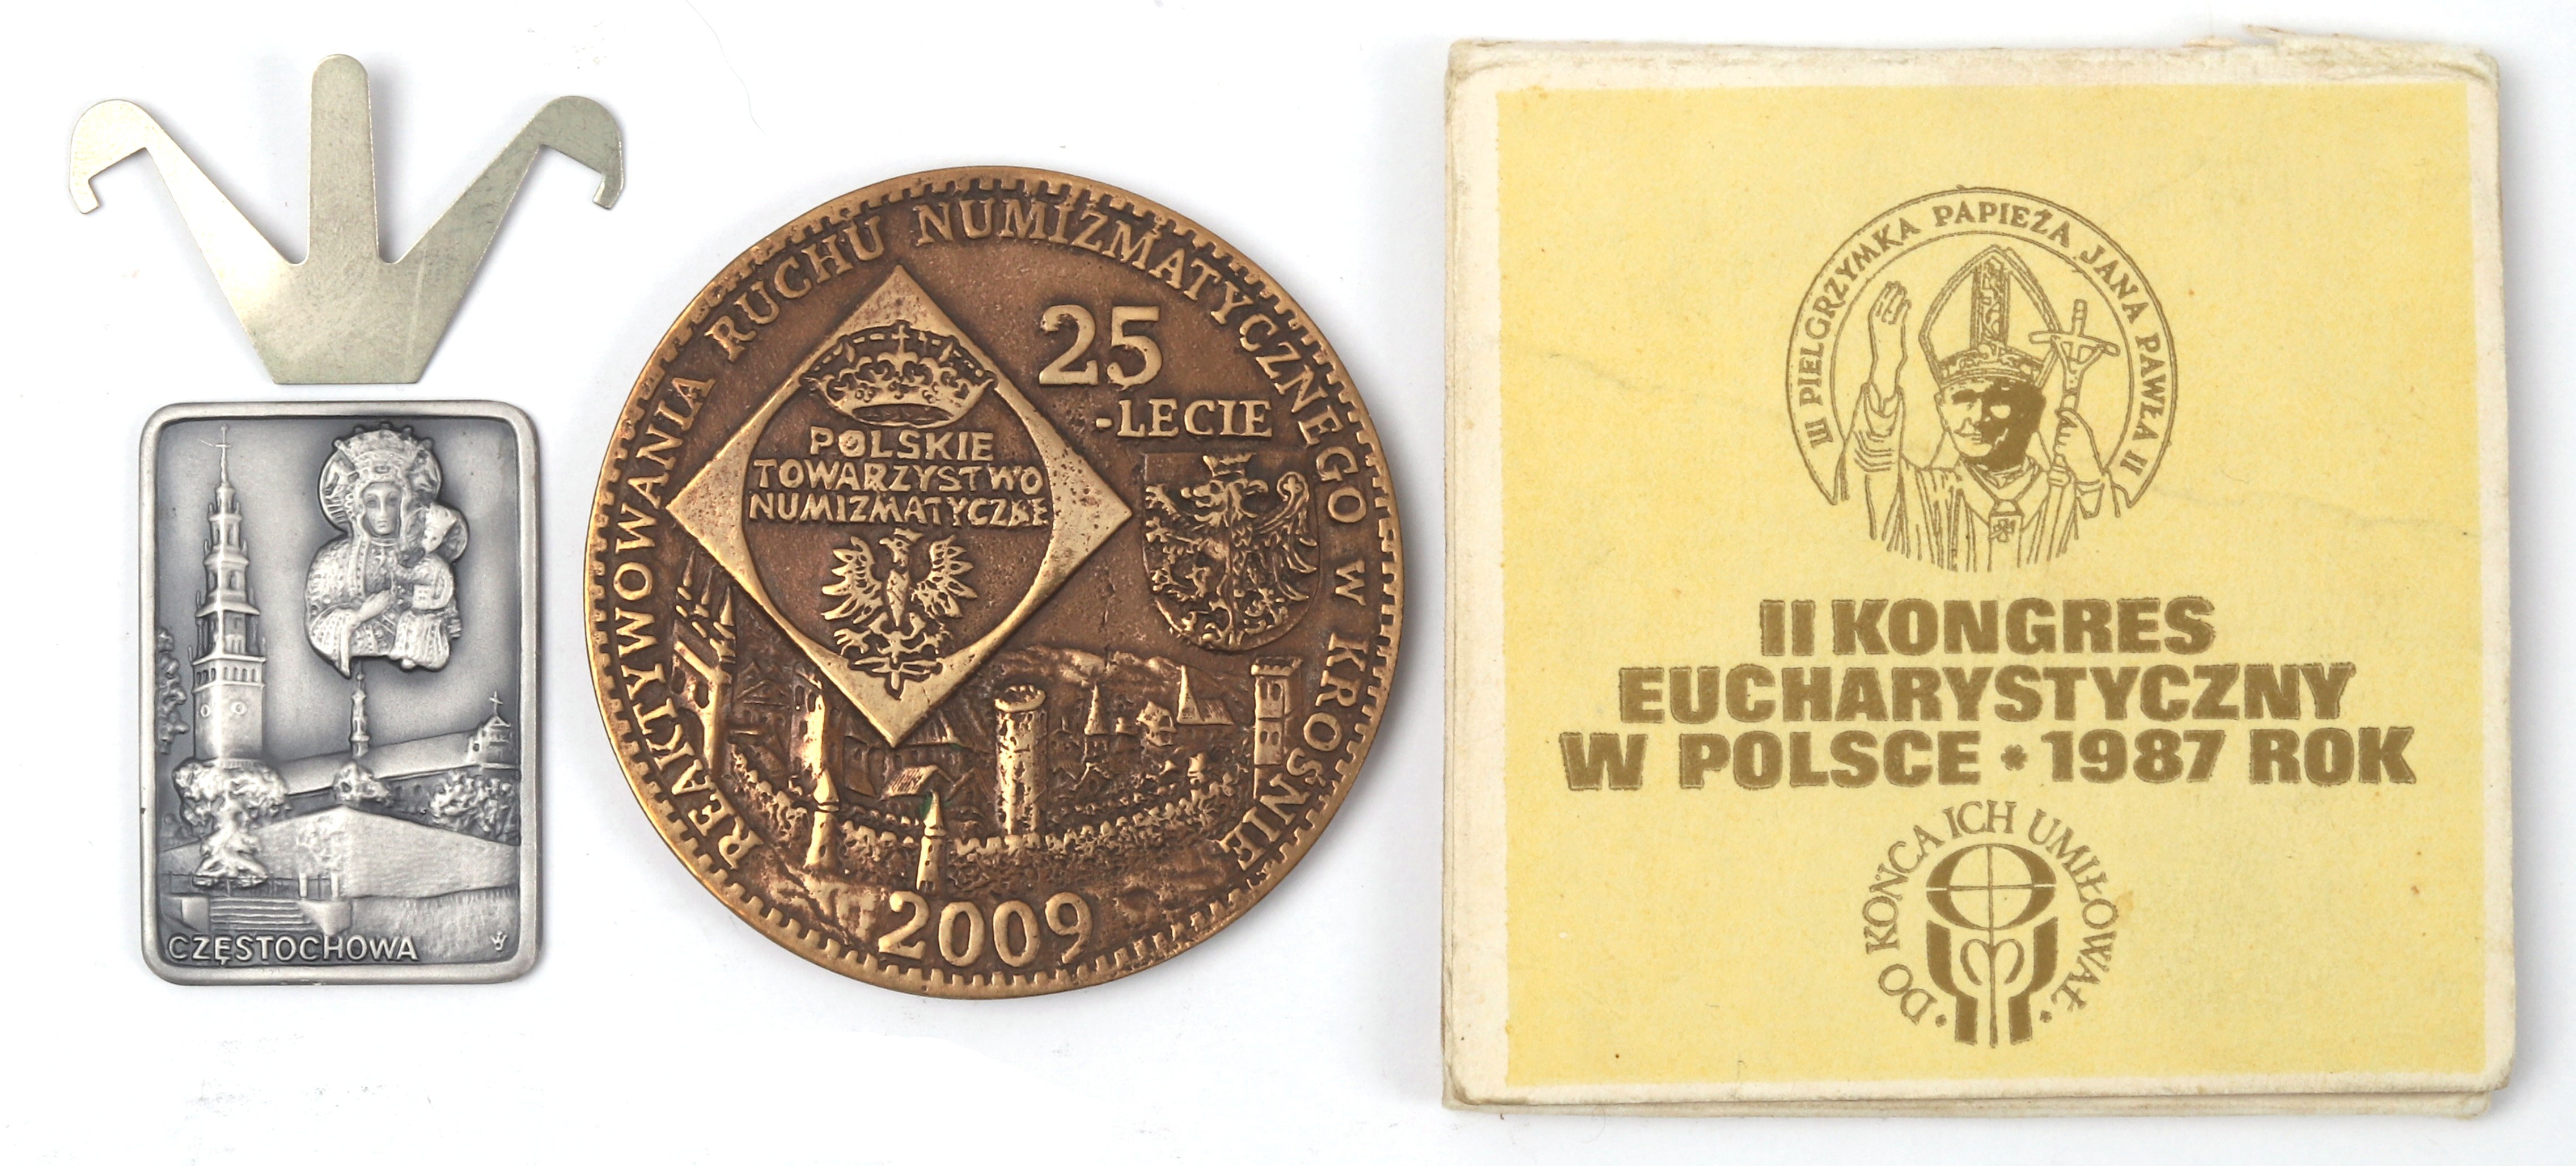 CZĘSTOCHOWA
REAKTYWOWANIA RUCHU NUMIZMATYCZNEGO W KROŚNIE
25
-LECIE
POLSKIE
TOWARZYSTWO
NUMIZMATYCZNE
2009
III PIELGRZYMKA PAPIEŻA JANA PAWŁA II
II KONGRES
EUCHARYSTYCZNY
W POLSCE • 1987 ROK
• DO KOŃCA ICH UMIŁOWAŁ •